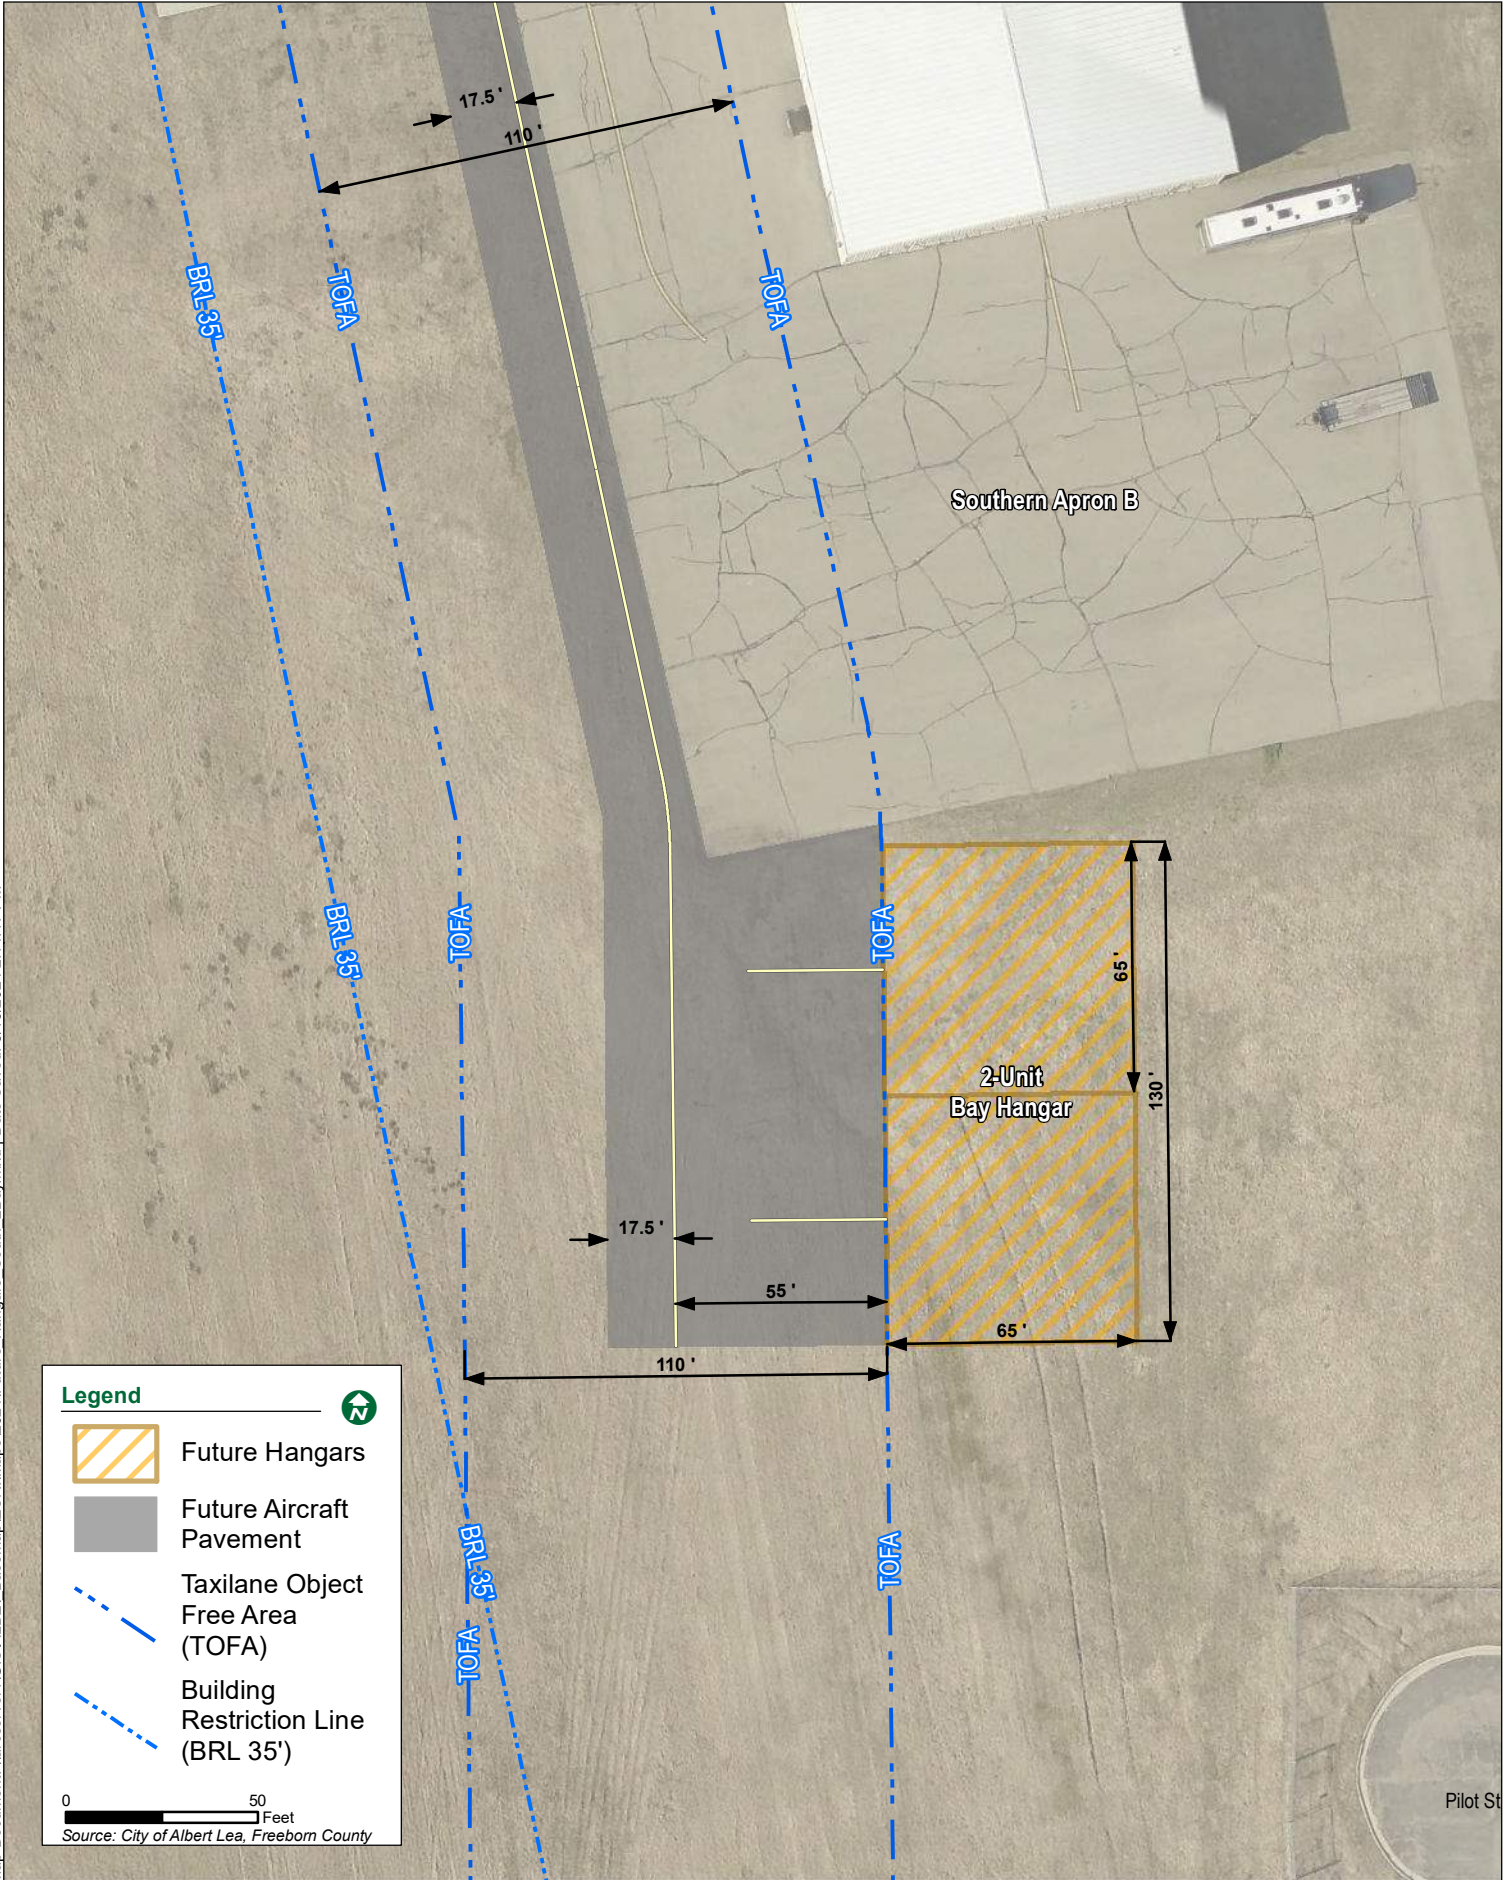 17.5 '
110 '
BRL 35'
TOFA
TOFA
Southern Apron B
BRL 35'
TOFA
TOFA
65 '
2-Unit
Bay Hangar
130 '
17.5 '
55 '
65 '
110 '
BRL 35'
TOFA
TOFA
Pilot St
Legend
N
Future Hangars
Future Aircraft
Pavement
Taxilane Object
Free Area
(TOFA)
Building
Restriction Line
(BRL 35')
0 50
Feet
Source: City of Albert Lea, Freeborn County